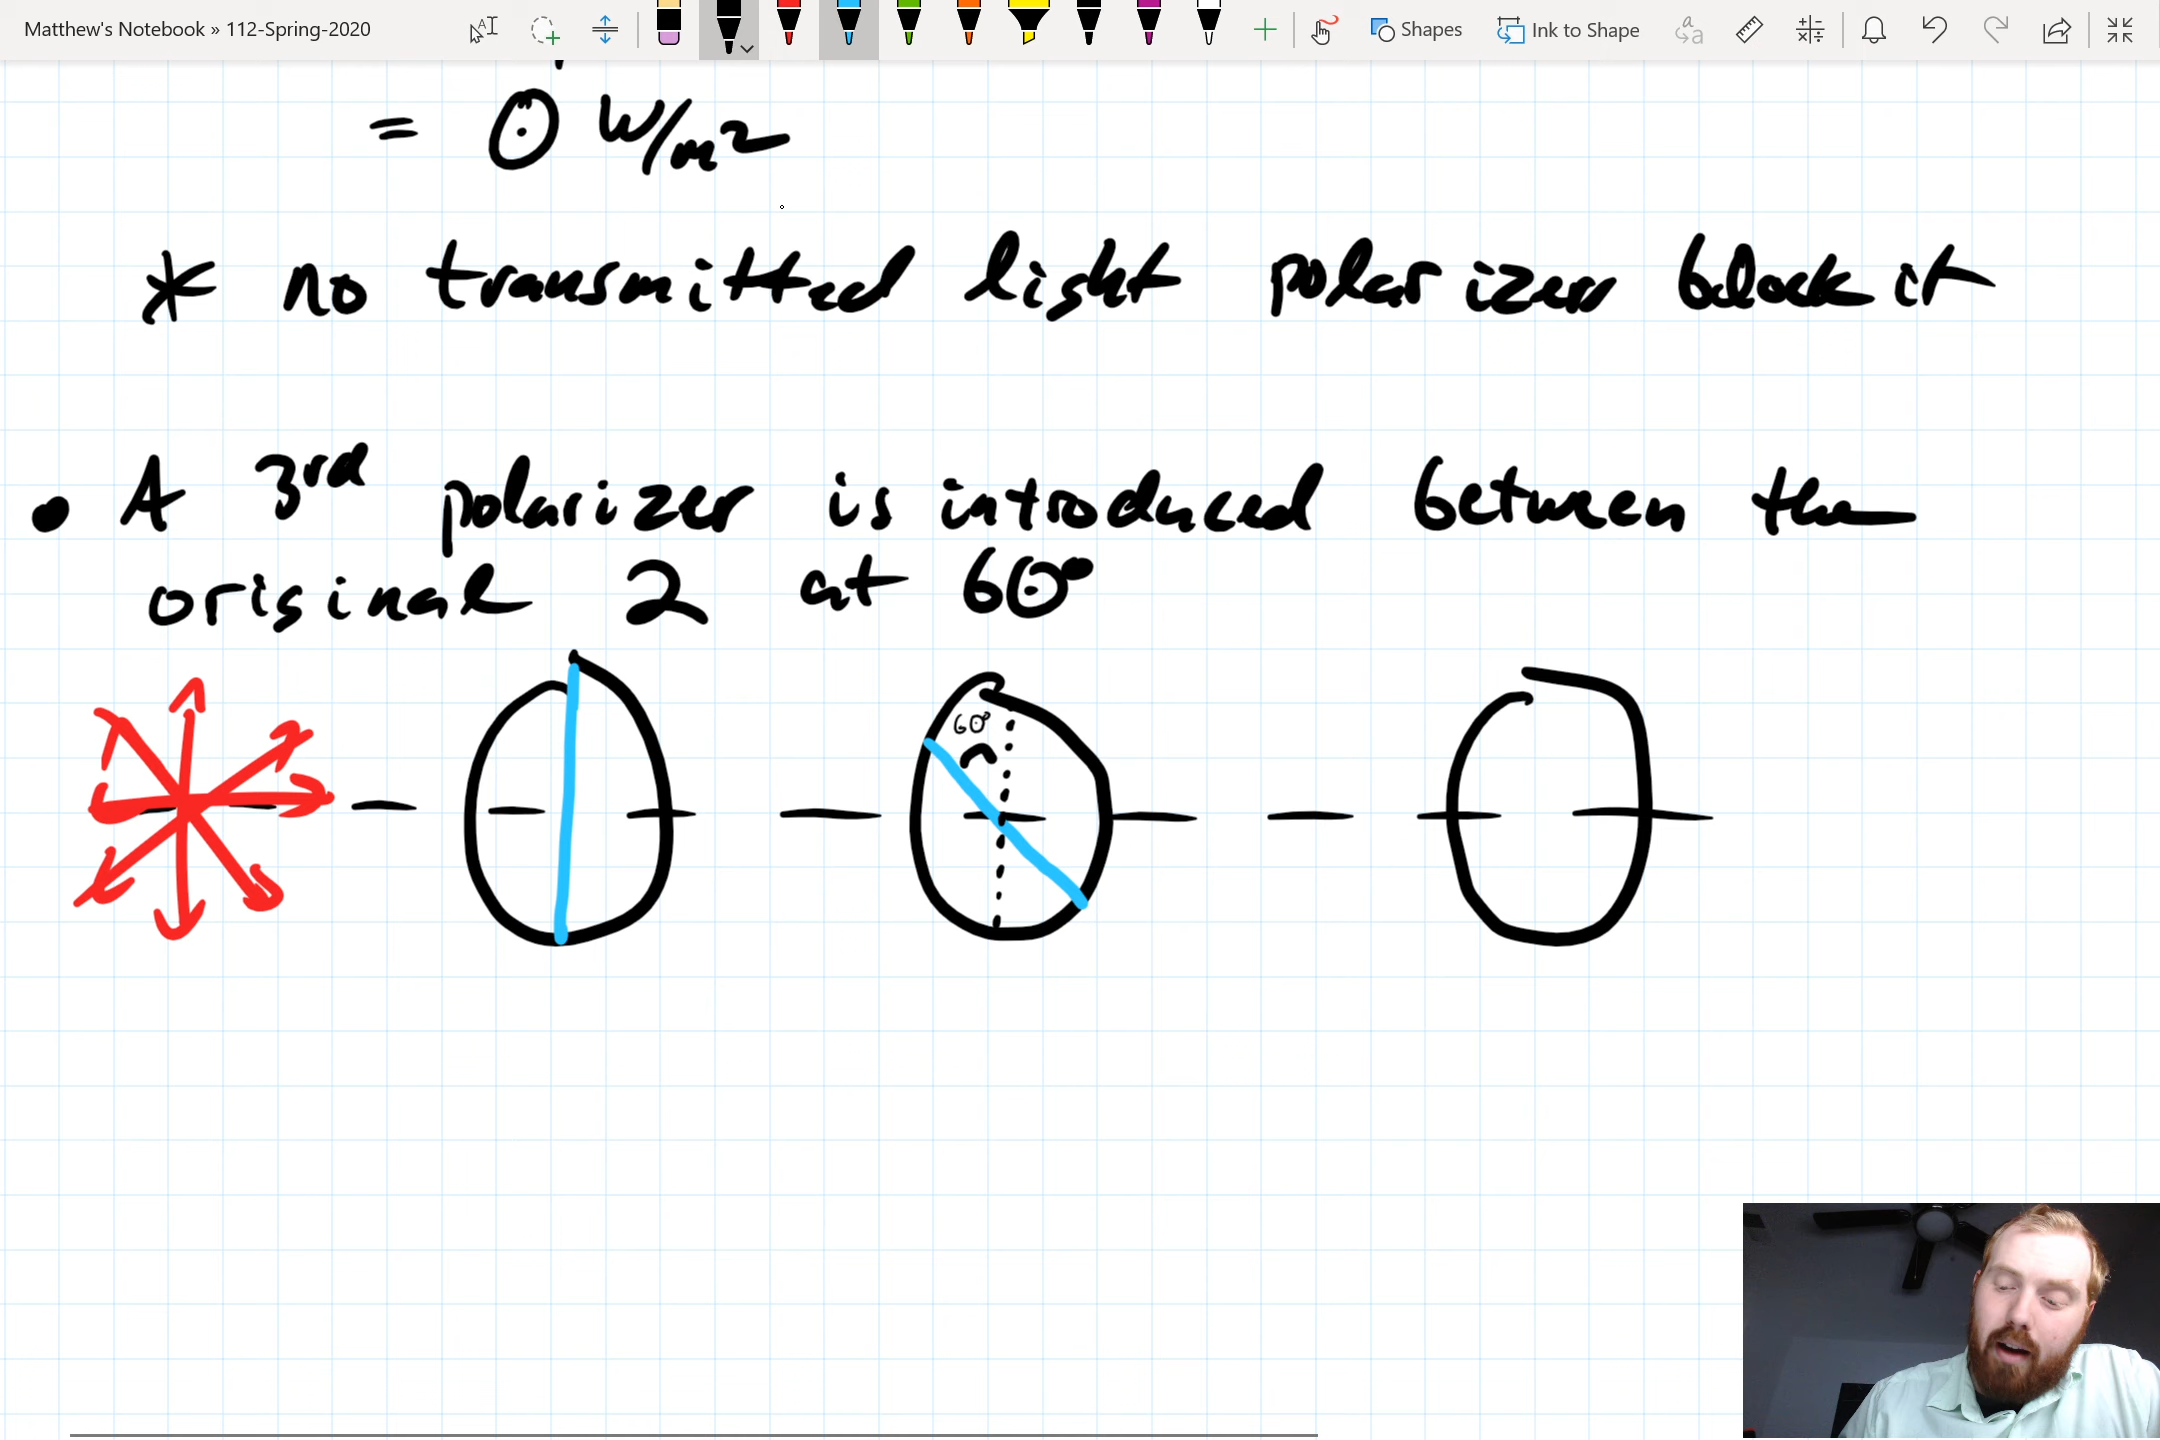 Matthew's Notebook » 112-Spring-2020
Shapes
Ink to Shape
= 0 W/m²
* no transmitted light polarizers block it
• A 3rd polarizer is introduced between the
original 2 at 60°
60°